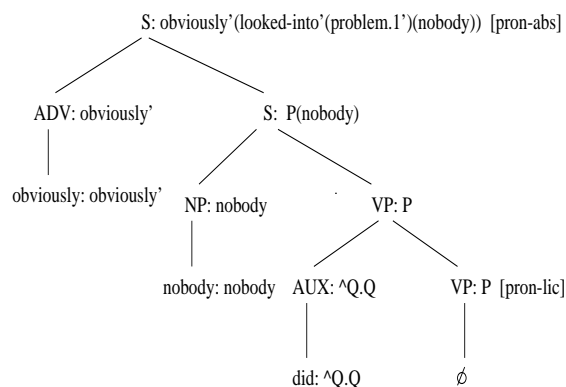 S: obviously'(looked-into'(problem.1')(nobody)) [pron-abs]
ADV: obviously' S: P(nobody)
obviously: obviously' NP: nobody VP: P
nobody: nobody AUX: ^Q.Q VP: P [pron-lic]
did: ^Q.Q ∅